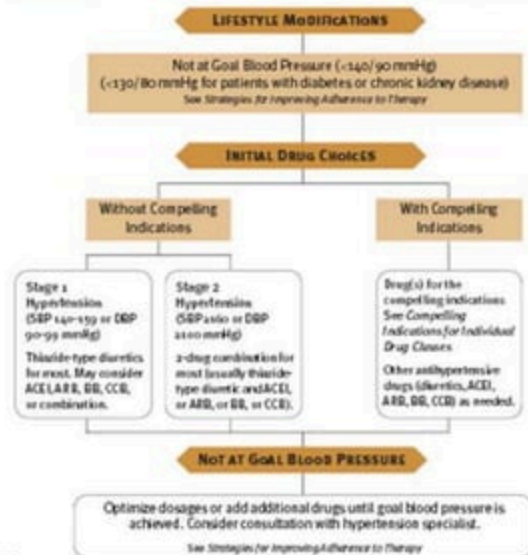 LIFESTYLE MODIFICATIONS
Not at Goal Blood Pressure (<140/90 mmHg)
(<130/80 mmHg for patients with diabetes or chronic kidney disease)
See Strategies for Improving Adherence to Therapy
INITIAL DRUG CHOICES
Without Compelling
Indications
With Compelling
Indications
Stage 1
Hypertension
(SBP 140-159 or DBP
90-99 mmHg)
Thiazide-type diuretics
for most. May consider
ACEI, ARB, BB, CCB,
or combination.
Stage 2
Hypertension
(SBP ≥160 or DBP
≥100 mmHg)
2-drug combination for
most (usually thiazide-
type diuretic and ACEI,
or ARB, or BB, or CCB).
Drug(s) for the
compelling indications
See Compelling
Indications for Individual
Drug Classes
Other antihypertensive
drugs (diuretics, ACEI,
ARB, BB, CCB) as needed.
NOT AT GOAL BLOOD PRESSURE
Optimize dosages or add additional drugs until goal blood pressure is
achieved. Consider consultation with hypertension specialist.
See Strategies for Improving Adherence to Therapy